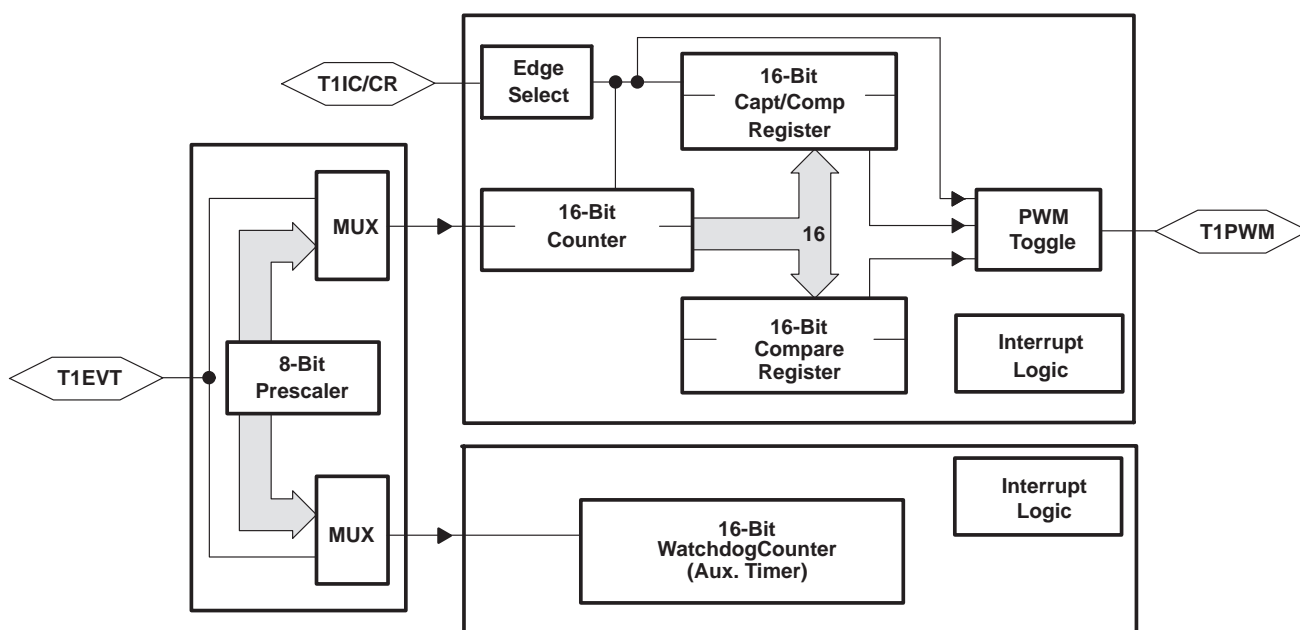 T1IC/CR
Edge
Select
16-Bit
Capt/Comp
Register
MUX
16-Bit
Counter
16
PWM
Toggle
T1PWM
16-Bit
Compare
Register
Interrupt
Logic
T1EVT
8-Bit
Prescaler
MUX
16-Bit
WatchdogCounter
(Aux. Timer)
Interrupt
Logic